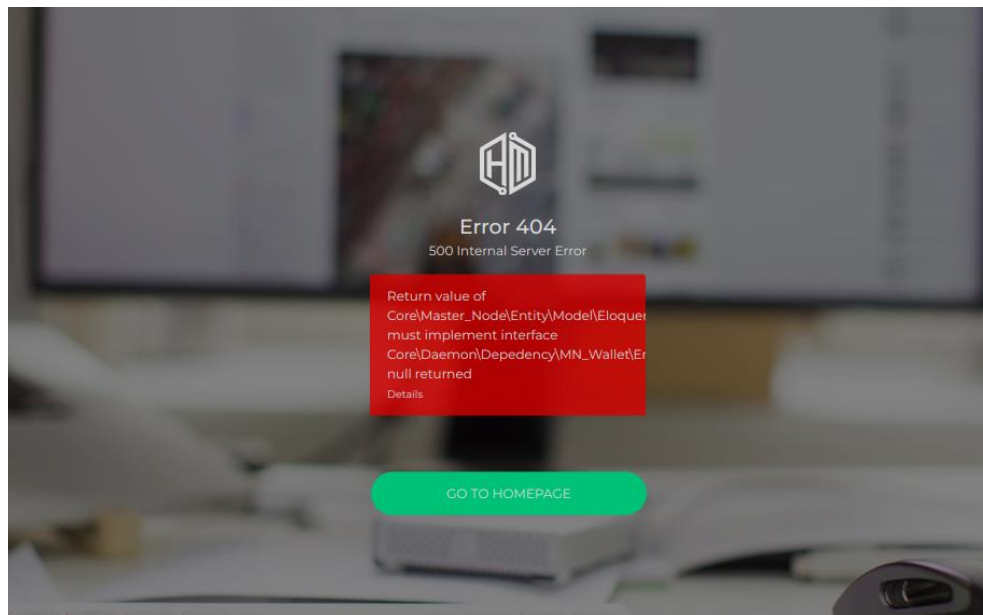 HM
Error 404
500 Internal Server Error
Return value of
Core\Master_Node\Entity\Model\Eloquer
must implement interface
Core\Daemon\Depedency\MN_Wallet\Er
null returned
Details
GO TO HOMEPAGE